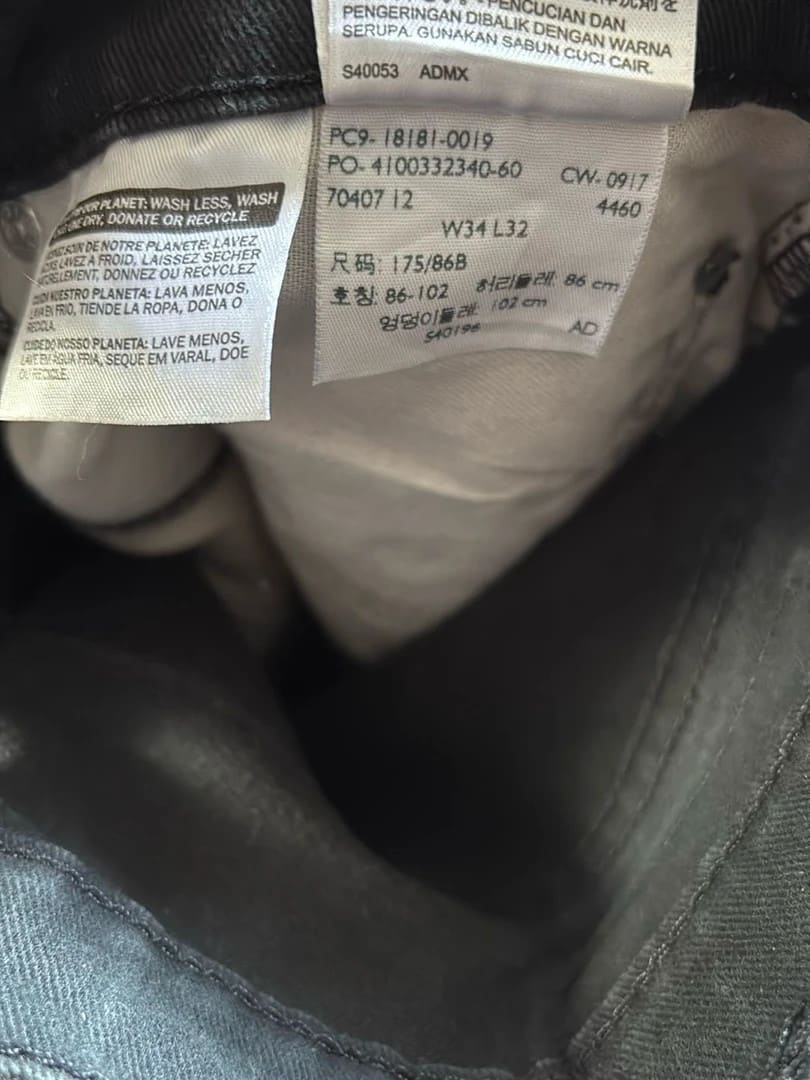 PENCUCIAN DAN
PENGERINGAN DIBALIK DENGAN WARNA
SERUPA. GUNAKAN SABUN CUCI CAIR.
S40053 ADMX
PC9-18181-0019
PO-4100332340-60 CW-0917
70407 12 4460
W34 L32
尺码: 175/86B
호칭: 86-102 허리둘레: 86 cm
엉덩이둘레: 102 cm
S40196 AD
PLANET: WASH LESS, WASH
DRY, DONATE OR RECYCLE
SOIN DE NOTRE PLANETE: LAVEZ
LAVEZ A FROID, LAISSEZ SECHER
DONNEZ OU RECYCLEZ
NUESTRO PLANETA: LAVA MENOS,
LAVA EN FRIO, TIENDE LA ROPA, DONA O
RECICLA.
CUIDE DO NOSSO PLANETA: LAVE MENOS,
LAVE EM AGUA FRIA, SEQUE EM VARAL, DOE
OU RECICLE.